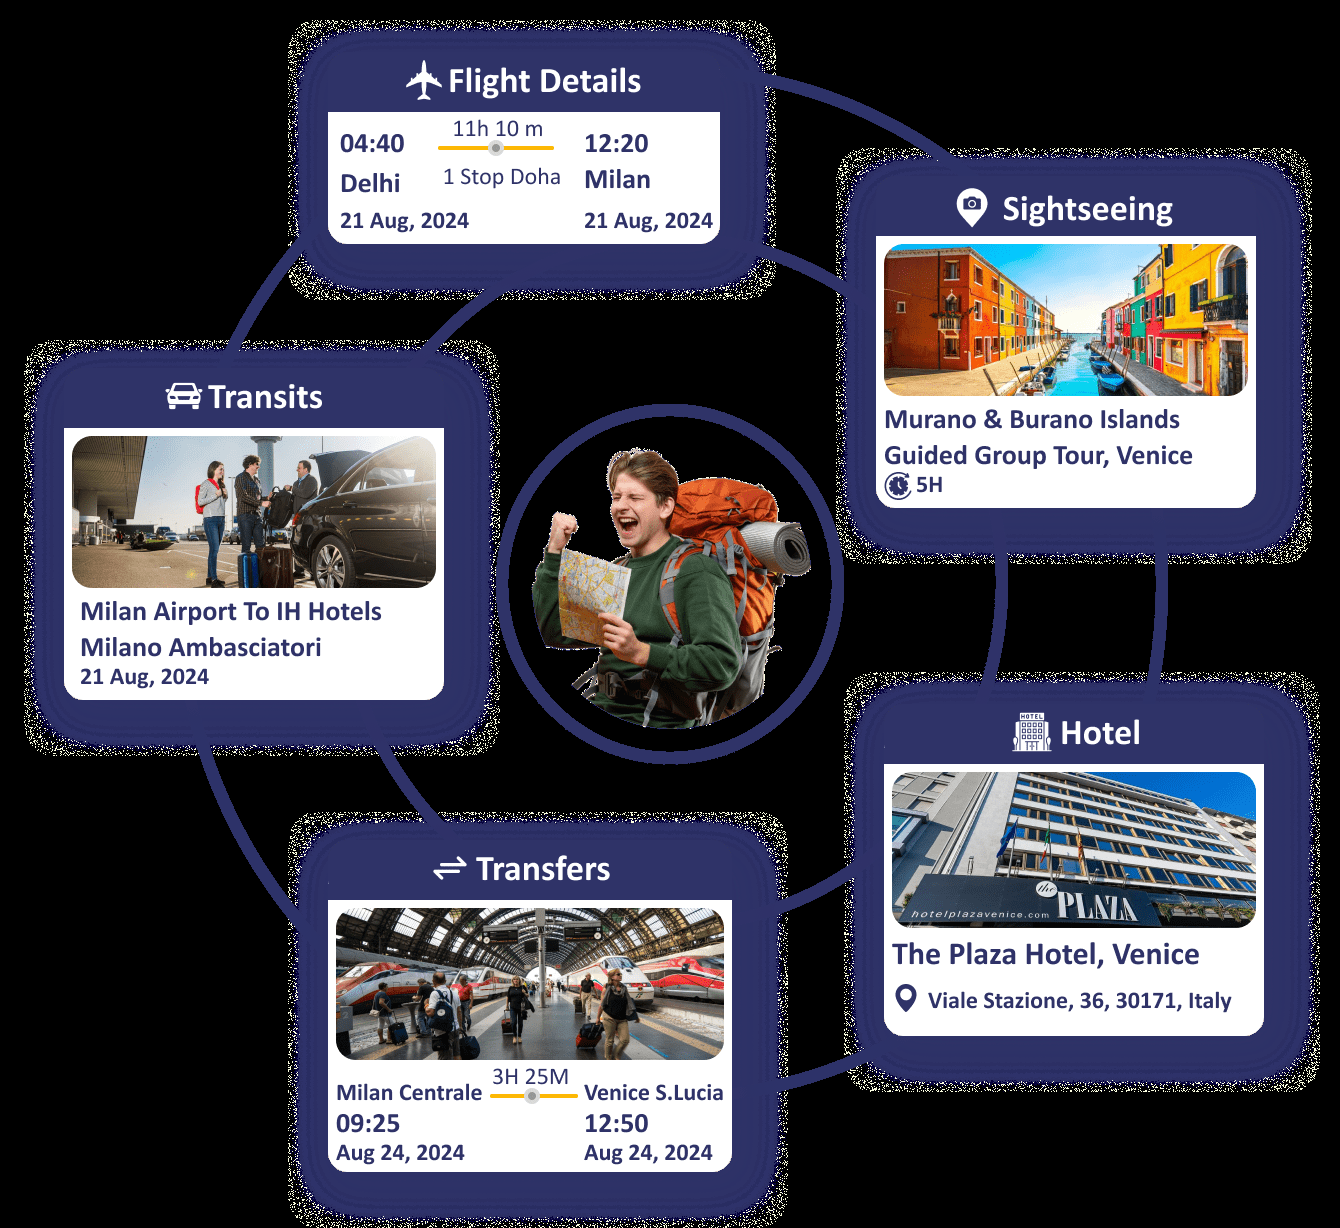 Flight Details
04:40
11h 10 m
12:20
Delhi
1 Stop Doha
Milan
21 Aug, 2024
21 Aug, 2024
Sightseeing
Murano & Burano Islands
Guided Group Tour, Venice
5H
Transits
Milan Airport To IH Hotels
Milano Ambasciatori
21 Aug, 2024
HOTEL
Hotel
the
PLAZA
hotelplazavenice.com
The Plaza Hotel, Venice
Viale Stazione, 36, 30171, Italy
Transfers
3H 25M
Milan Centrale
Venice S.Lucia
09:25
12:50
Aug 24, 2024
Aug 24, 2024